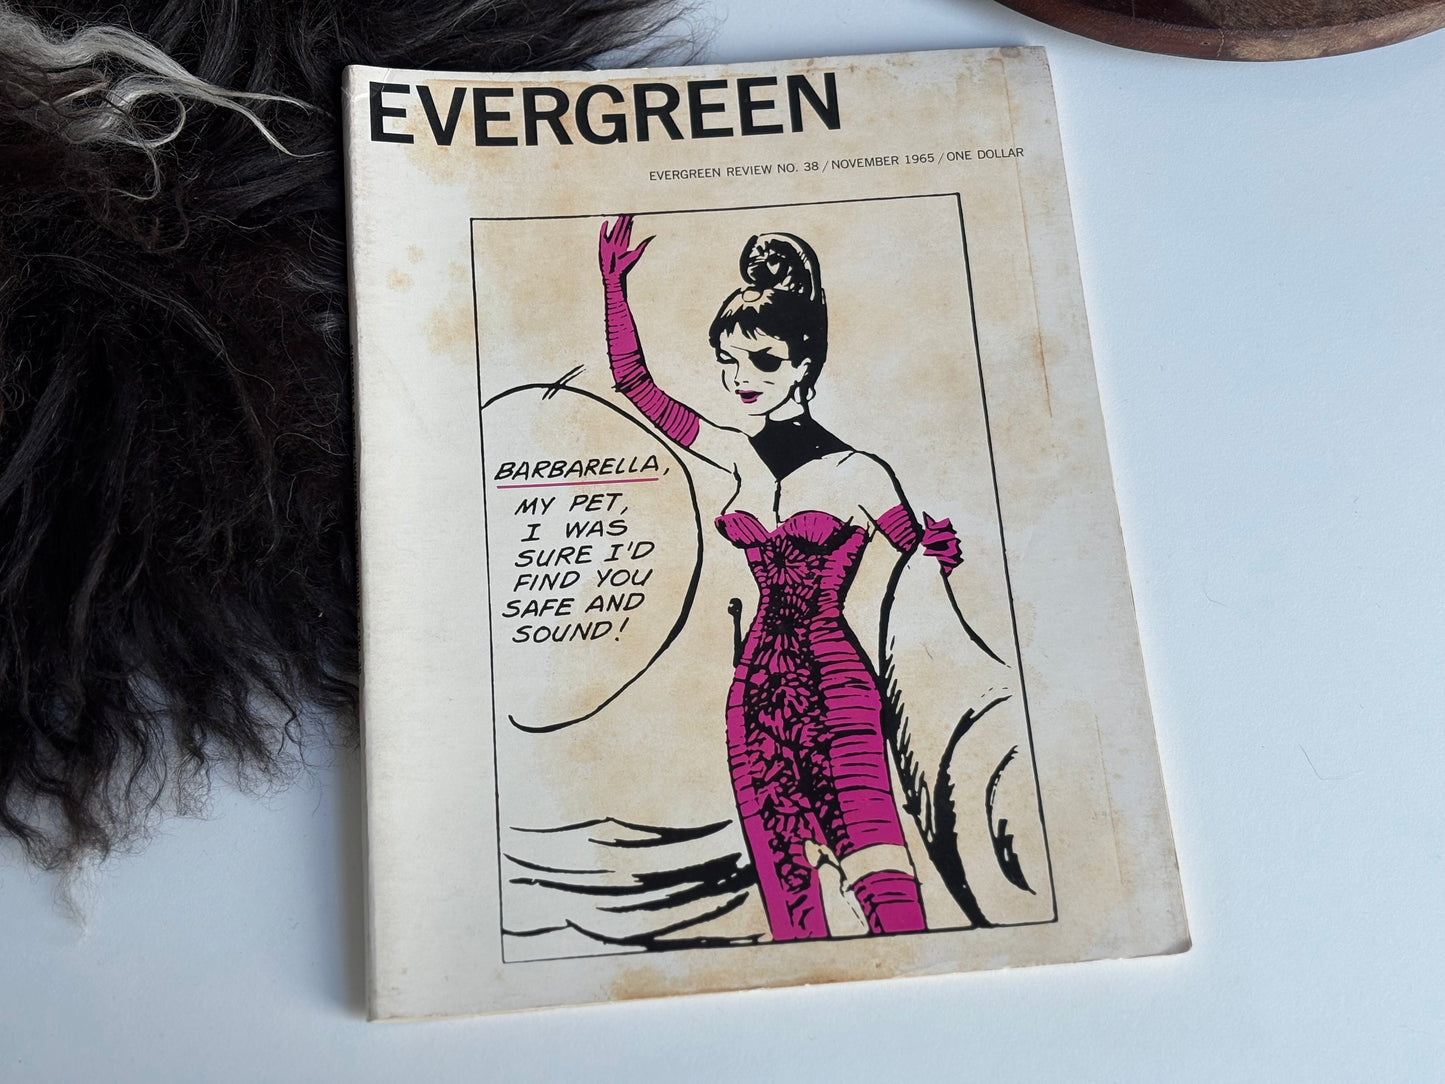 EVERGREEN
EVERGREEN REVIEW NO. 38 / NOVEMBER 1965 / ONE DOLLAR
BARBARELLA,
MY PET,
I WAS
SURE I'D
FIND YOU
SAFE AND
SOUND!